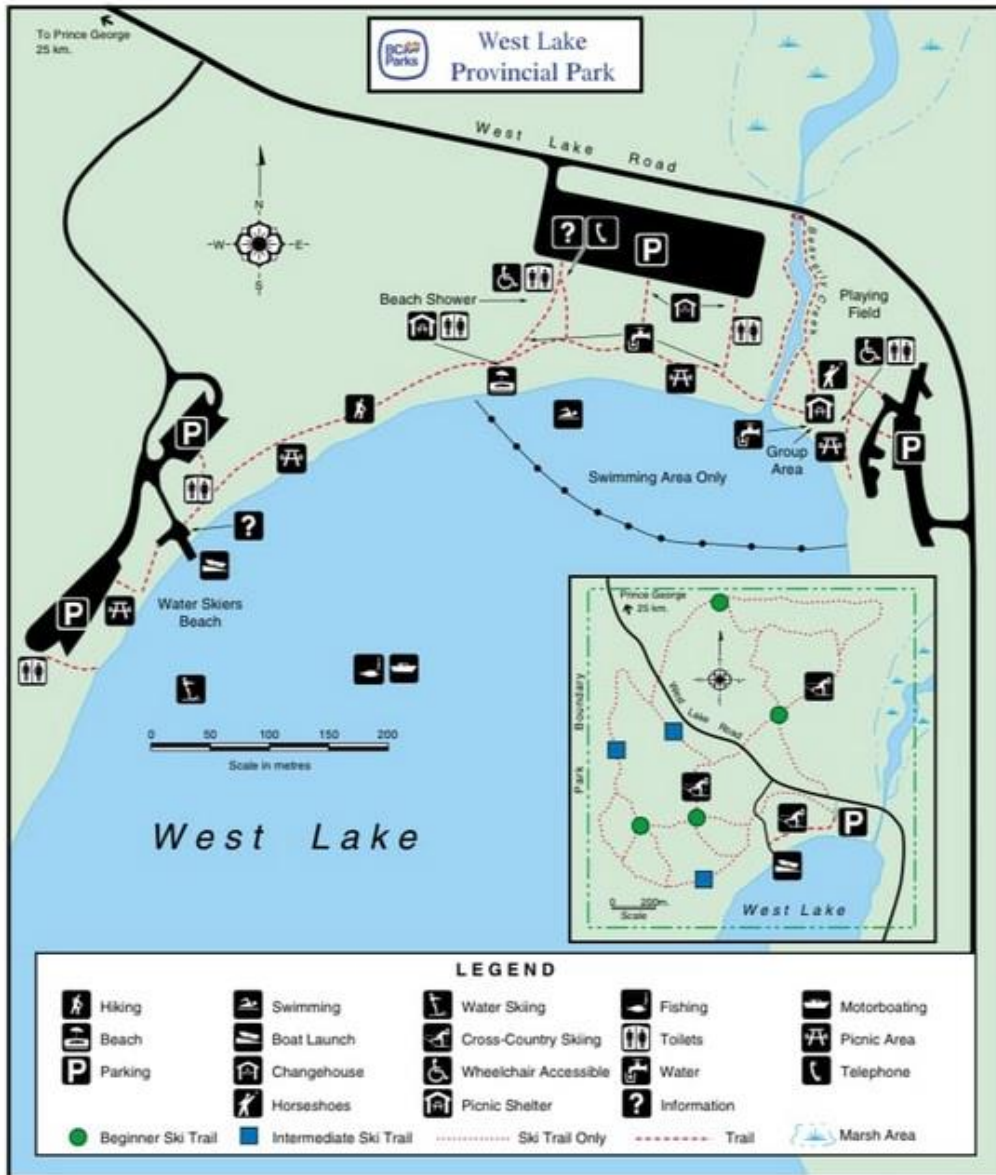 To Prince George
25 km.
BC
Parks
West Lake
Provincial Park
West Lake Road
N
W
E
S
?
P
Beaverly Creek
Playing
Field
Beach Shower
P
Swimming Area Only
Group
Area
P
?
Water Skiers
Beach
P
0 50 100 150 200
Scale in metres
West Lake
Prince George
25 km.
Park Boundary
West Lake Road
P
0 200m.
Scale
West Lake
LEGEND
Hiking
Swimming
Water Skiing
Fishing
Motorboating
Beach
Boat Launch
Cross-Country Skiing
Toilets
Picnic Area
P Parking
Changehouse
Wheelchair Accessible
Water
Telephone
Horseshoes
Picnic Shelter
? Information
Beginner Ski Trail
Intermediate Ski Trail
Ski Trail Only
Trail
Marsh Area